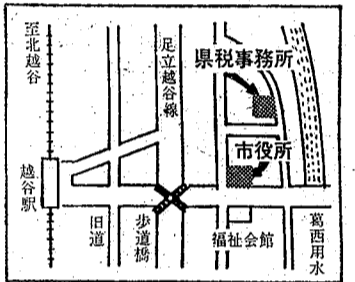 至北越谷
足立越谷線
県税事務所
市役所
越谷駅
旧道
歩道橋
福祉会館
葛西用水